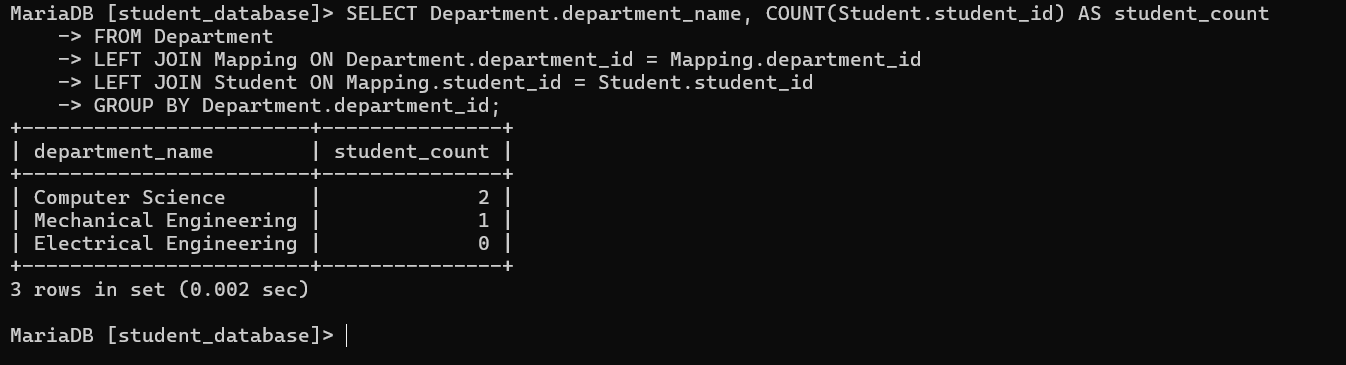 MariaDB [student_database]> SELECT Department.department_name, COUNT(Student.student_id) AS student_count
    -> FROM Department
    -> LEFT JOIN Mapping ON Department.department_id = Mapping.department_id
    -> LEFT JOIN Student ON Mapping.student_id = Student.student_id
    -> GROUP BY Department.department_id;
+------------------------+---------------+
| department_name        | student_count |
+------------------------+---------------+
| Computer Science       |             2 |
| Mechanical Engineering |             1 |
| Electrical Engineering |             0 |
+------------------------+---------------+
3 rows in set (0.002 sec)
MariaDB [student_database]>